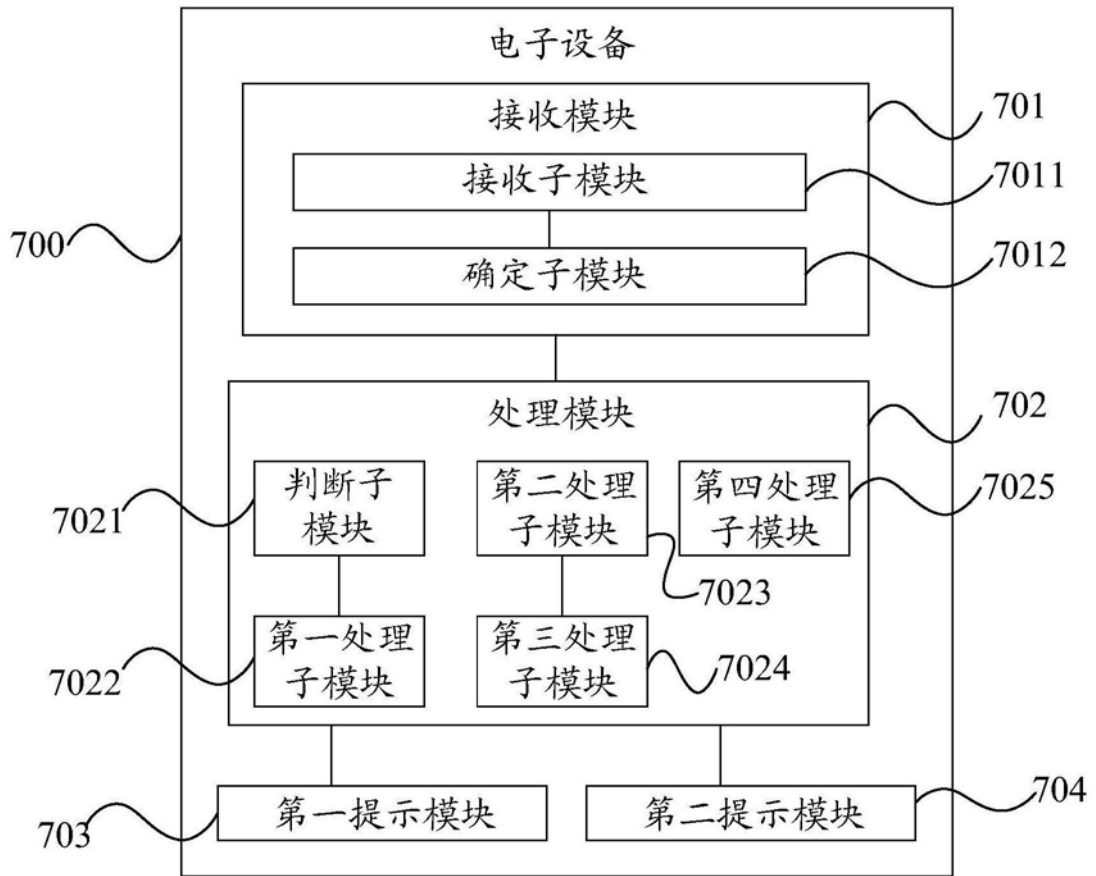 电子设备
接收模块
701
接收子模块
7011
700
确定子模块
7012
处理模块
702
判断子
模块
7021
第二处理
子模块
7023
第四处理
子模块
7025
第一处理
子模块
7022
第三处理
子模块
7024
第一提示模块
703
第二提示模块
704